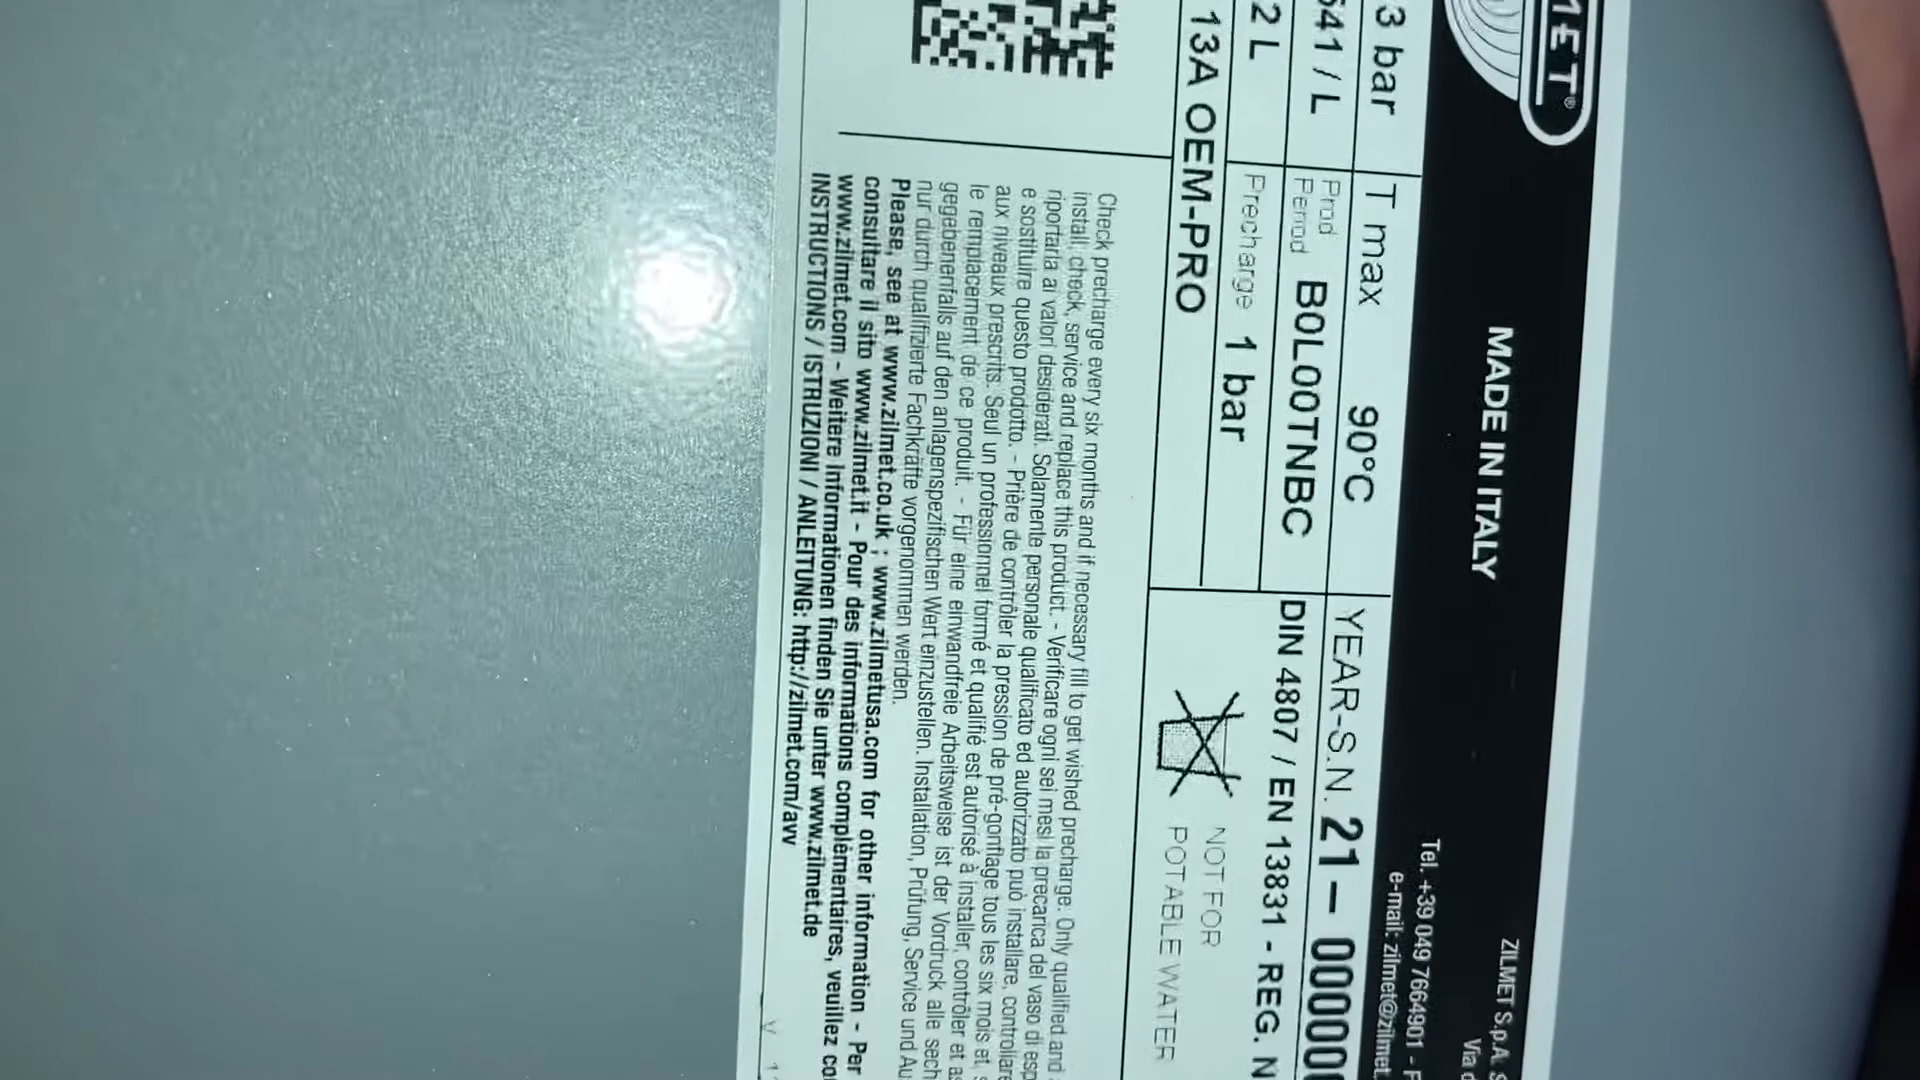 MADE IN ITALY
ZILMET S.p.A.
Tel. +39 049 7664901 - F
e-mail: zilmet@zilmet.
3 bar T max 90°C YEAR-S.N. 21 – 00000
41 / L Prod Period BOL00TNBC DIN 4807 / EN 13831 - REG. N
2 L Precharge 1 bar
13A OEM-PRO
NOT FOR
POTABLE WATER
Check precharge every six months and if necessary fill to get wished precharge. Only qualified and
install, check, service and replace this product. - Verificare ogni sei mesi la precarica del vaso di esp
riportarla ai valori desiderati. Solamente personale qualificato ed autorizzato può installare, controllare
e sostituire questo prodotto. - Prière de contrôler la pression de pré-gonflage tous les six mois et,
aux niveaux prescrits. Seul un professionnel formé et qualifié est autorisé à installer, contrôler et as
le remplacement de ce produit. - Für eine einwandfreie Arbeitsweise ist der Vordruck alle sech
gegebenenfalls auf den anlagenspezifischen Wert einzustellen. Installation, Prüfung, Service und Au
nur durch qualifizierte Fachkräfte vorgenommen werden.
Please, see at www.zilmet.co.uk ; www.zilmetusa.com for other information - Per
consultare il sito www.zilmet.it - Pour des informations complémentaires, veuillez co
www.zilmet.com - Weitere Informationen finden Sie unter www.zilmet.de
INSTRUCTIONS / ISTRUZIONI / ANLEITUNG: http://zilmet.com/avv